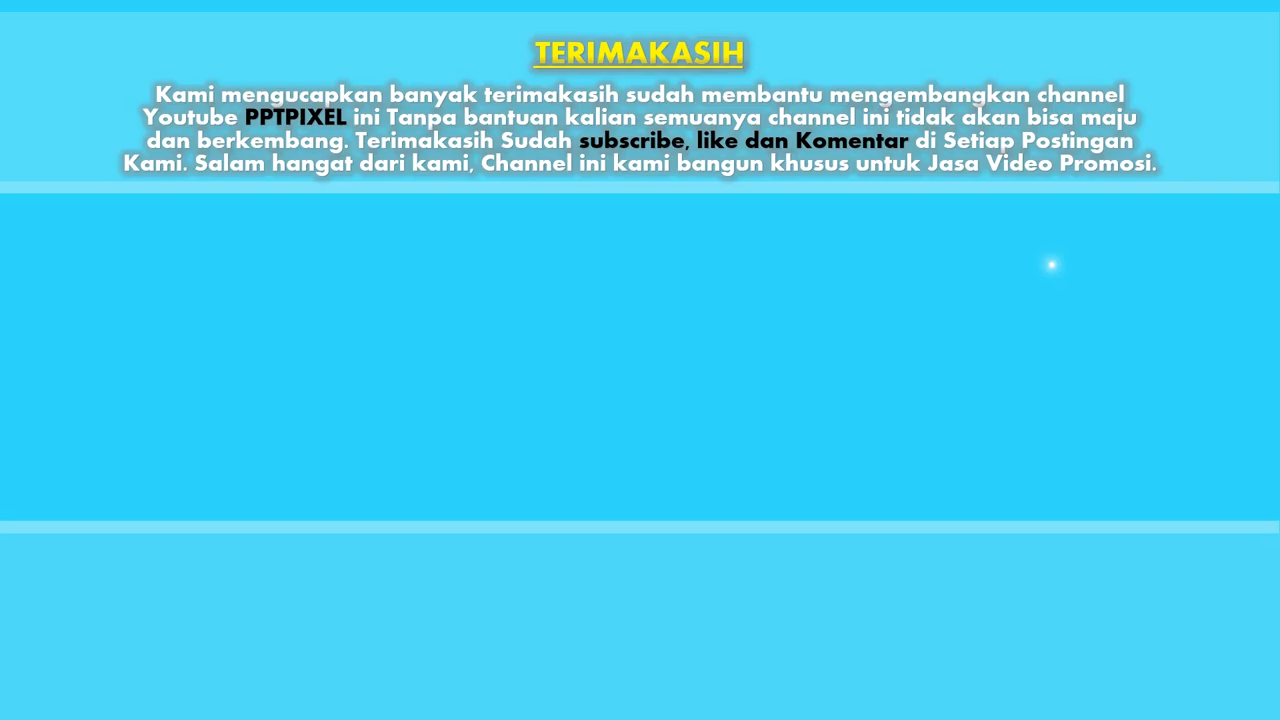 TERIMAKASIH
Kami mengucapkan banyak terimakasih sudah membantu mengembangkan channel
Youtube PPTPIXEL ini Tanpa bantuan kalian semuanya channel ini tidak akan bisa maju
dan berkembang. Terimakasih Sudah subscribe, like dan Komentar di Setiap Postingan
Kami. Salam hangat dari kami, Channel ini kami bangun khusus untuk Jasa Video Promosi.